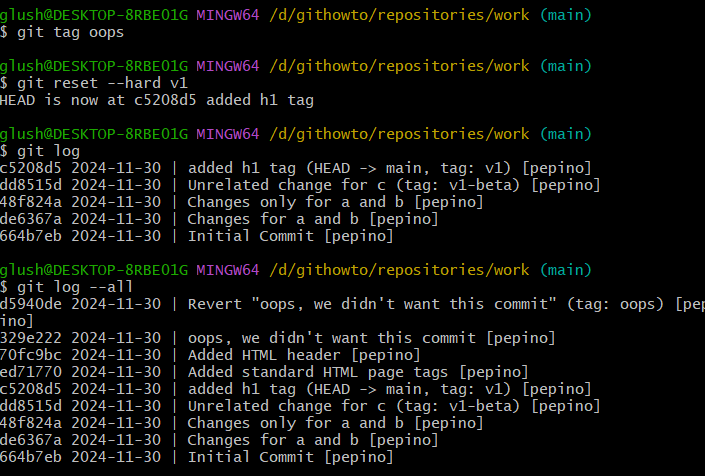 glush@DESKTOP-8RBE01G MINGW64 /d/githowto/repositories/work (main)
$ git tag oops
glush@DESKTOP-8RBE01G MINGW64 /d/githowto/repositories/work (main)
$ git reset --hard v1
HEAD is now at c5208d5 added h1 tag
glush@DESKTOP-8RBE01G MINGW64 /d/githowto/repositories/work (main)
$ git log
c5208d5 2024-11-30 | added h1 tag (HEAD -> main, tag: v1) [pepino]
dd8515d 2024-11-30 | Unrelated change for c (tag: v1-beta) [pepino]
48f824a 2024-11-30 | Changes only for a and b [pepino]
de6367a 2024-11-30 | Changes for a and b [pepino]
664b7eb 2024-11-30 | Initial Commit [pepino]
glush@DESKTOP-8RBE01G MINGW64 /d/githowto/repositories/work (main)
$ git log --all
d5940de 2024-11-30 | Revert "oops, we didn't want this commit" (tag: oops) [pep
ino]
329e222 2024-11-30 | oops, we didn't want this commit [pepino]
70fc9bc 2024-11-30 | Added HTML header [pepino]
ed71770 2024-11-30 | Added standard HTML page tags [pepino]
c5208d5 2024-11-30 | added h1 tag (HEAD -> main, tag: v1) [pepino]
dd8515d 2024-11-30 | Unrelated change for c (tag: v1-beta) [pepino]
48f824a 2024-11-30 | Changes only for a and b [pepino]
de6367a 2024-11-30 | Changes for a and b [pepino]
664b7eb 2024-11-30 | Initial Commit [pepino]